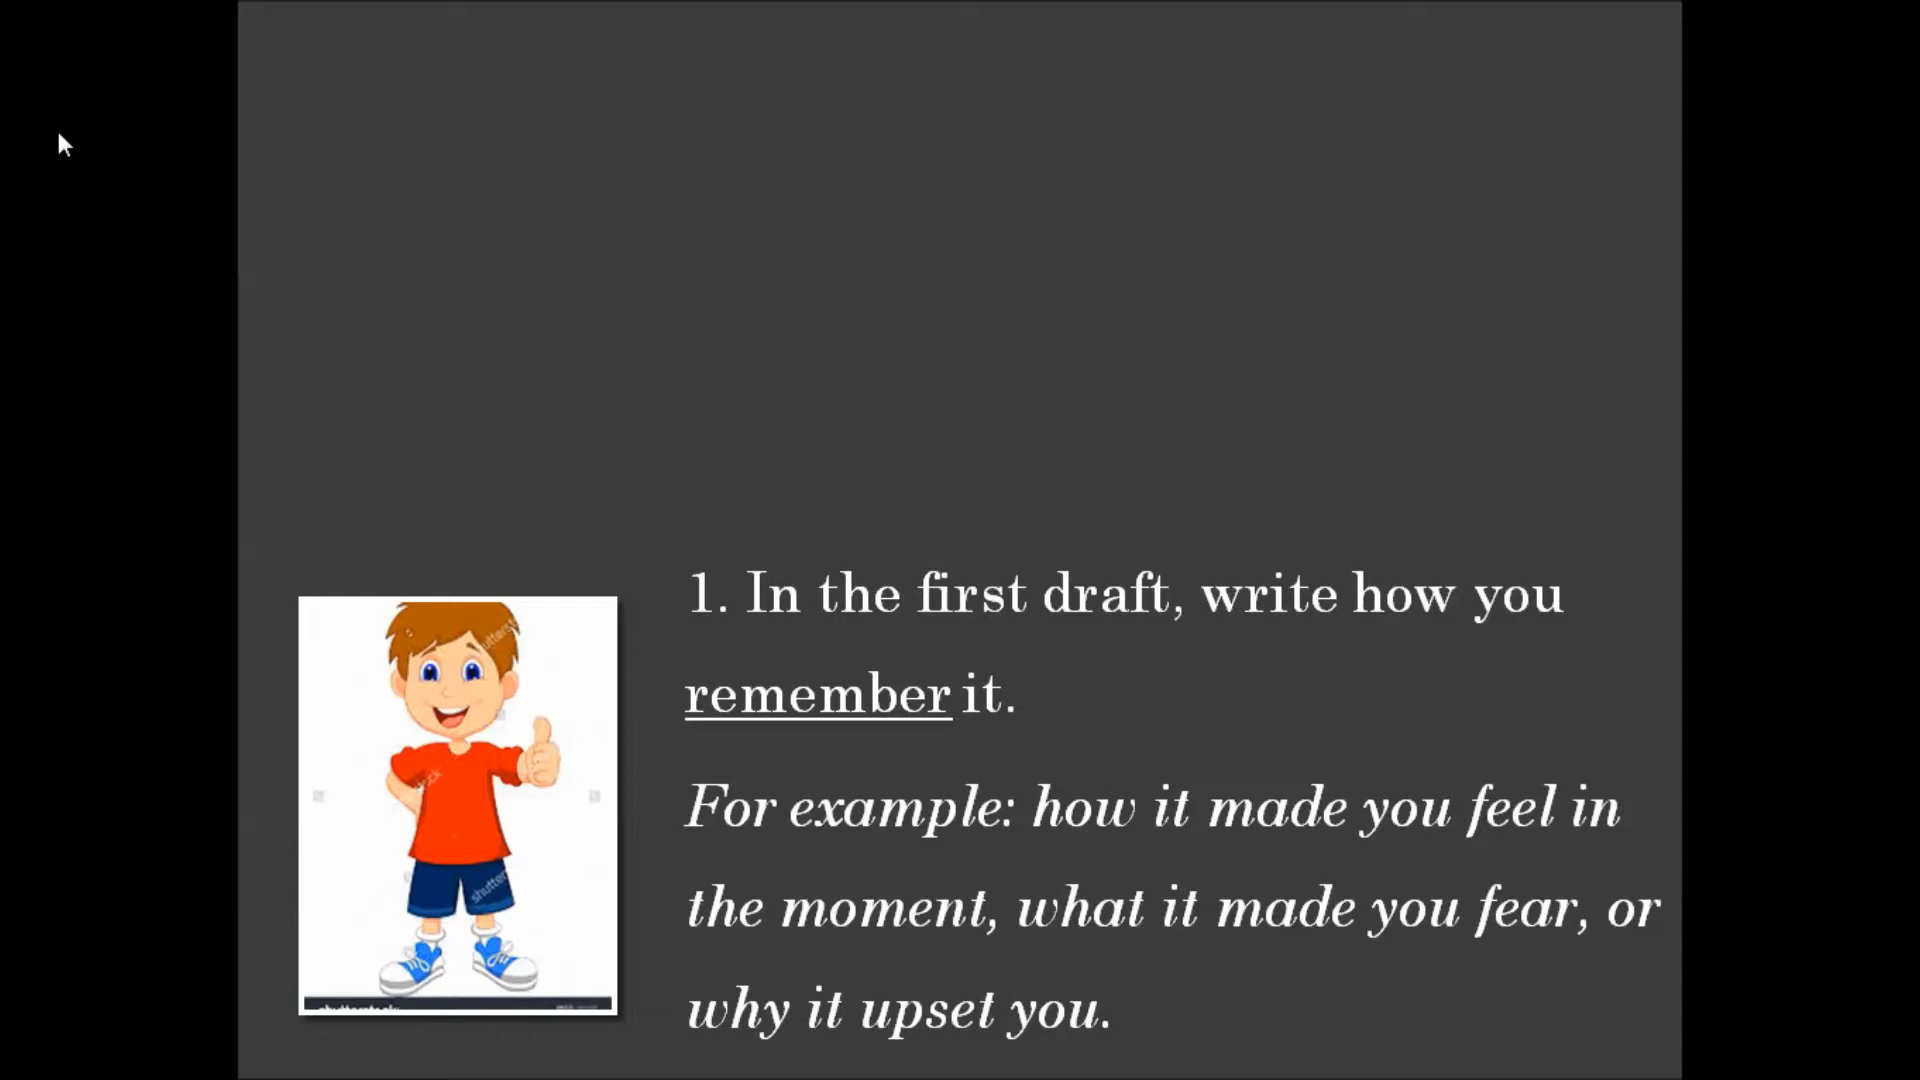 1. In the first draft, write how you
remember it.
For example: how it made you feel in
the moment, what it made you fear, or
why it upset you.